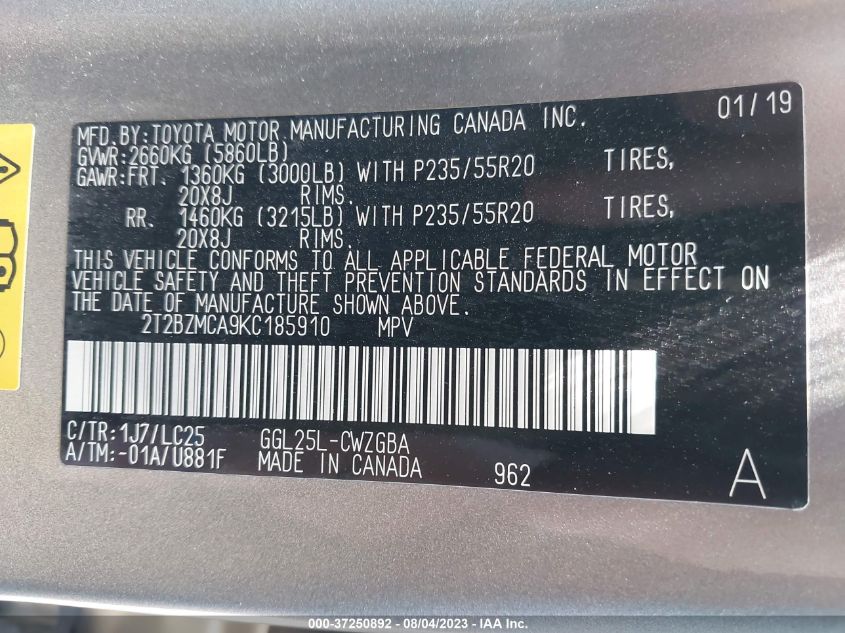 01/19
MFD.BY:TOYOTA MOTOR MANUFACTURING CANADA INC.
GVWR:2660KG (5860LB)
GAWR:FRT. 1360KG (3000LB) WITH P235/55R20 TIRES,
20X8J RIMS.
RR. 1460KG (3215LB) WITH P235/55R20 TIRES,
20X8J RIMS.
THIS VEHICLE CONFORMS TO ALL APPLICABLE FEDERAL MOTOR
VEHICLE SAFETY AND THEFT PREVENTION STANDARDS IN EFFECT ON
THE DATE OF MANUFACTURE SHOWN ABOVE.
2T2BZMCA9KC185910 MPV
C/TR:1J7/LC25 GGL25L-CWZGBA
A/TM:-01A/U881F MADE IN CANADA 962 A
000-37250892 - 08/04/2023 - IAA Inc.